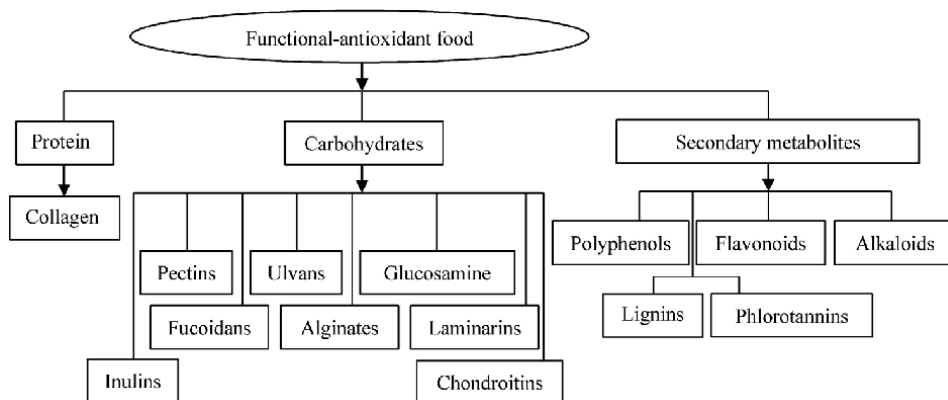 Functional-antioxidant food
Protein
Carbohydrates
Secondary metabolites
Collagen
Polyphenols
Flavonoids
Alkaloids
Pectins
Ulvans
Glucosamine
Lignins
Phlorotannins
Fucoidans
Alginates
Laminarins
Inulins
Chondroitins